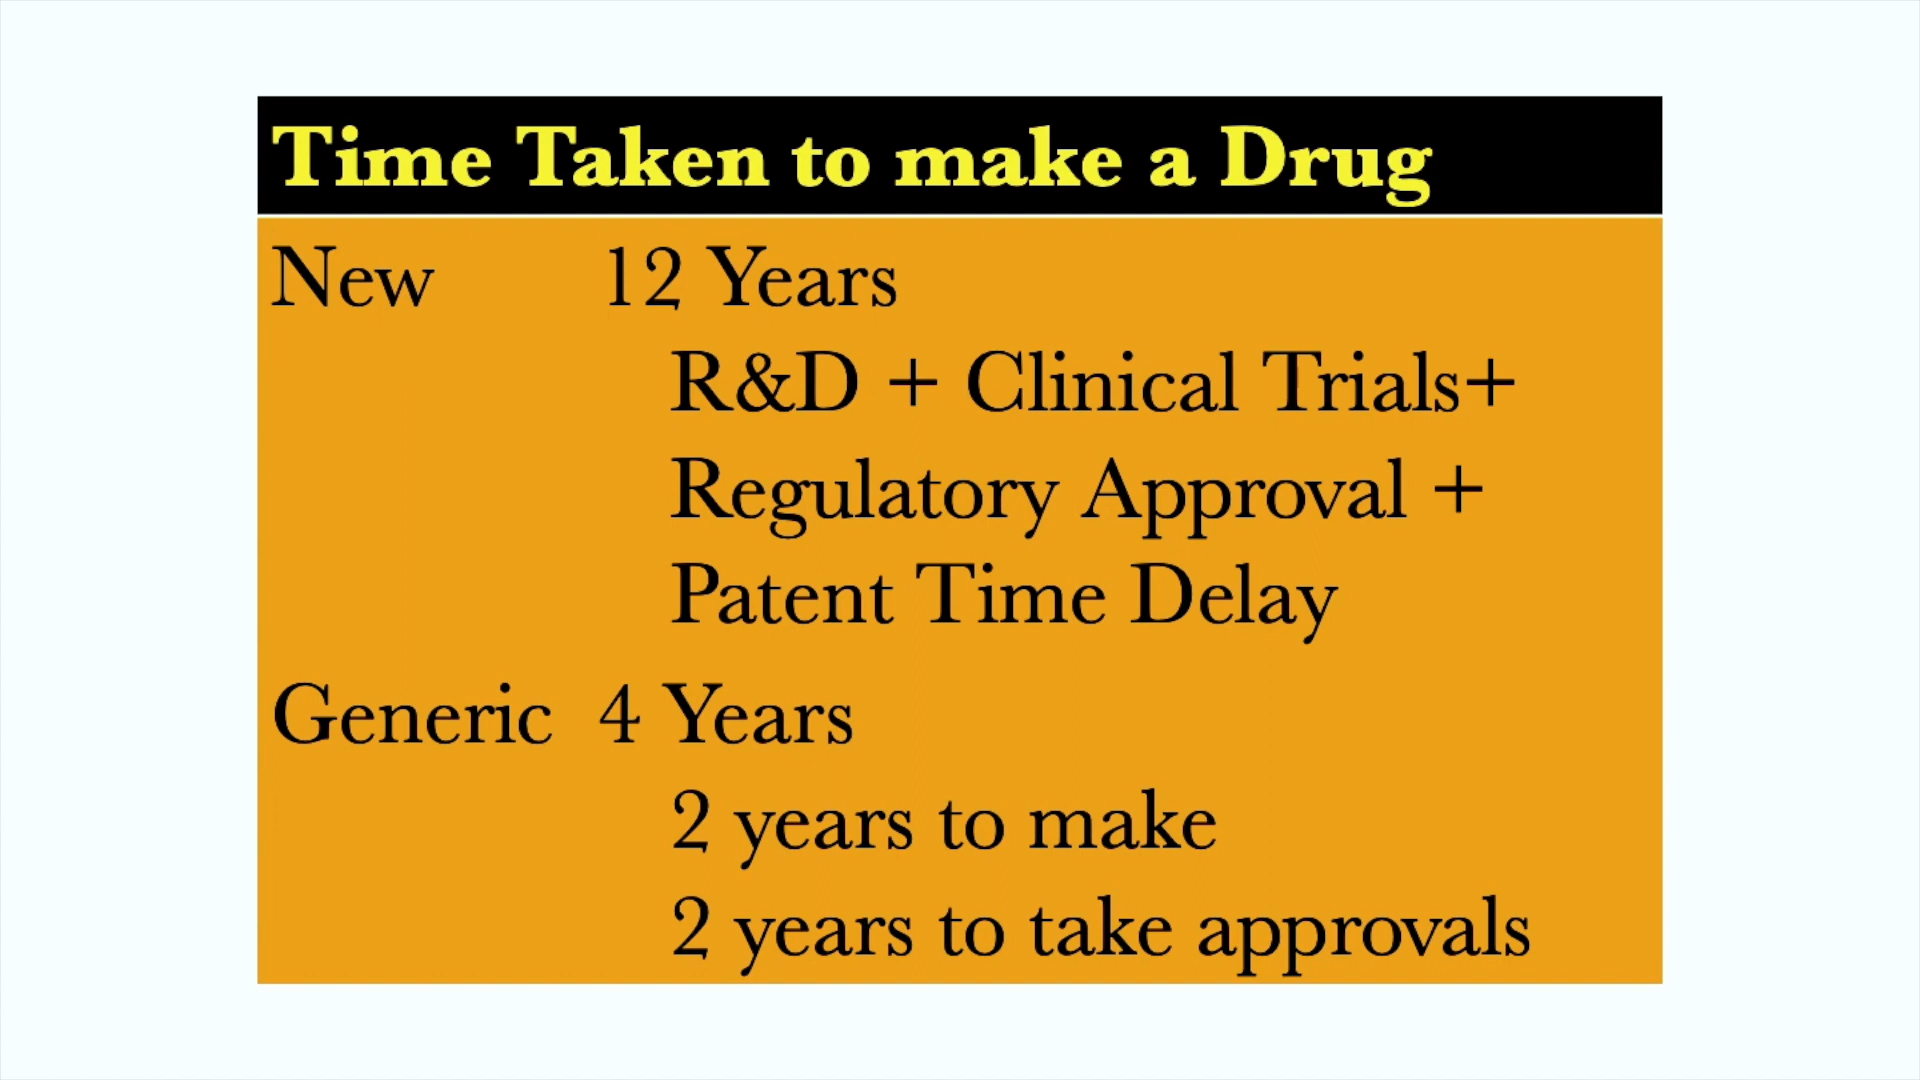 Time Taken to make a Drug
New 12 Years
R&D + Clinical Trials+
Regulatory Approval +
Patent Time Delay
Generic 4 Years
2 years to make
2 years to take approvals